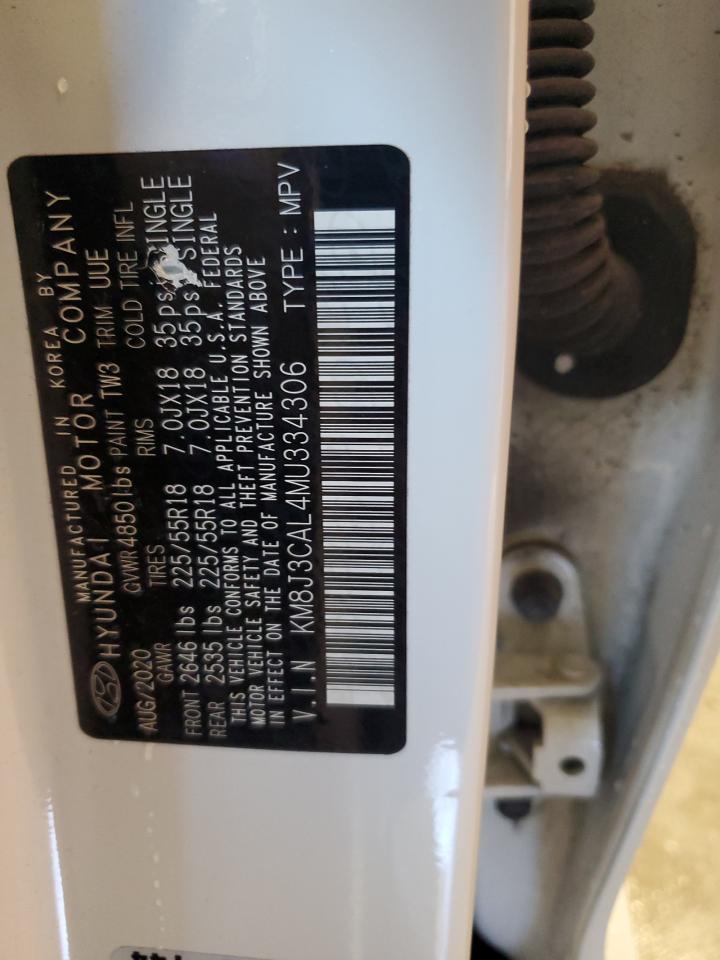 MANUFACTURED IN KOREA BY
HYUNDAI MOTOR COMPANY
AUG/2020 GVWR 4850lbs PAINT TW3 TRIM UUE
GAWR TIRES RIMS COLD TIRE INFL
FRONT 2646 lbs 225/55R18 7.0JX18 35psi SINGLE
REAR 2535 lbs 225/55R18 7.0JX18 35psi SINGLE
THIS VEHICLE CONFORMS TO ALL APPLICABLE U.S.A. FEDERAL
MOTOR VEHICLE SAFETY AND THEFT PREVENTION STANDARDS
IN EFFECT ON THE DATE OF MANUFACTURE SHOWN ABOVE
V.I.N KM8J3CAL4MU334306 TYPE : MPV